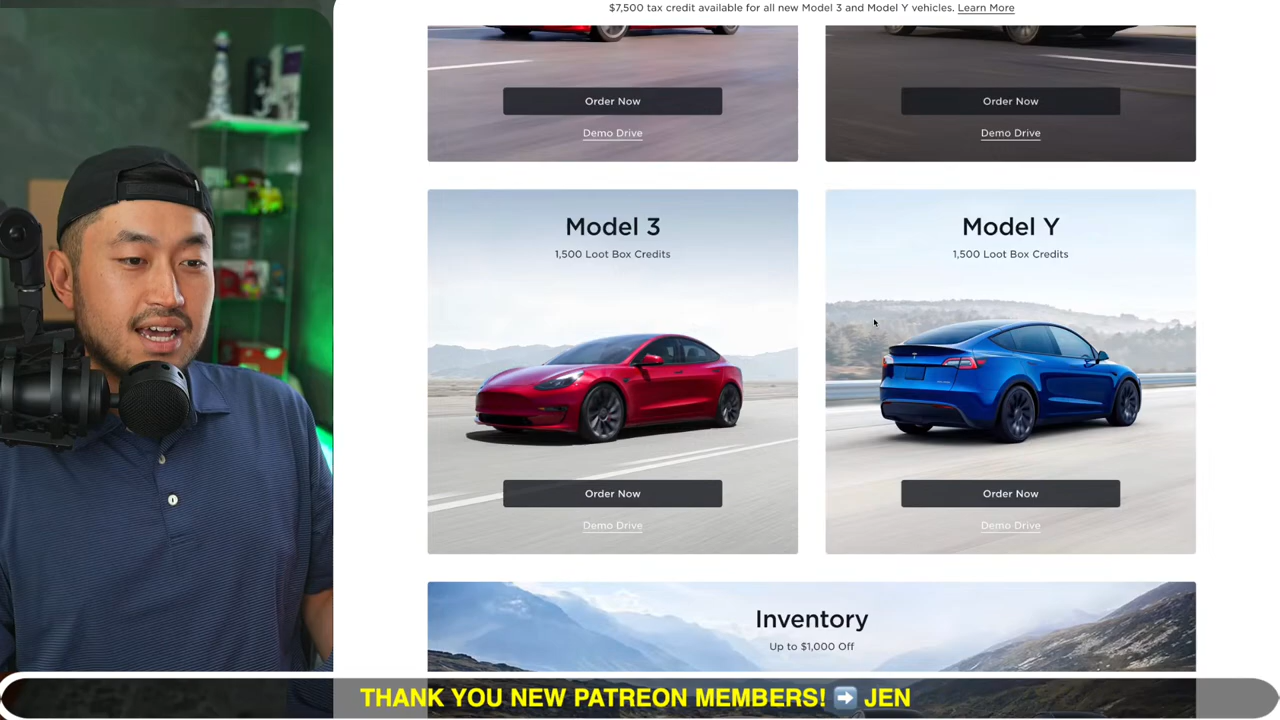 $7,500 tax credit available for all new Model 3 and Model Y vehicles. Learn More
Order Now
Demo Drive
Order Now
Demo Drive
Model 3
1,500 Loot Box Credits
Order Now
Demo Drive
Model Y
1,500 Loot Box Credits
Order Now
Demo Drive
Inventory
Up to $1,000 Off
THANK YOU NEW PATREON MEMBERS! ➡️ JEN